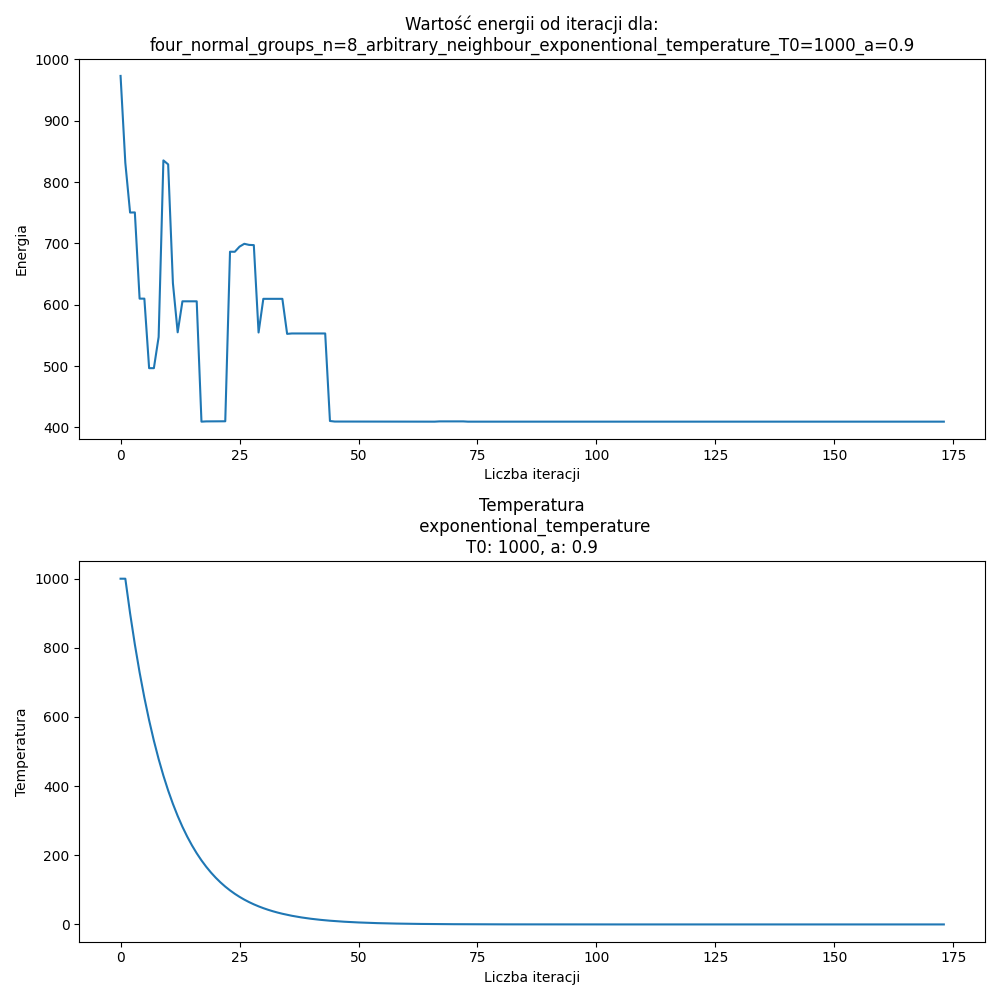 Wartość energii od iteracji dla:
four_normal_groups_n=8_arbitrary_neighbour_exponentional_temperature_T0=1000_a=0.9
1000
900
800
700
600
500
400
Energia
0 25 50 75 100 125 150 175
Liczba iteracji
Temperatura
exponentional_temperature
T0: 1000, a: 0.9
1000
800
600
400
200
0
Temperatura
0 25 50 75 100 125 150 175
Liczba iteracji